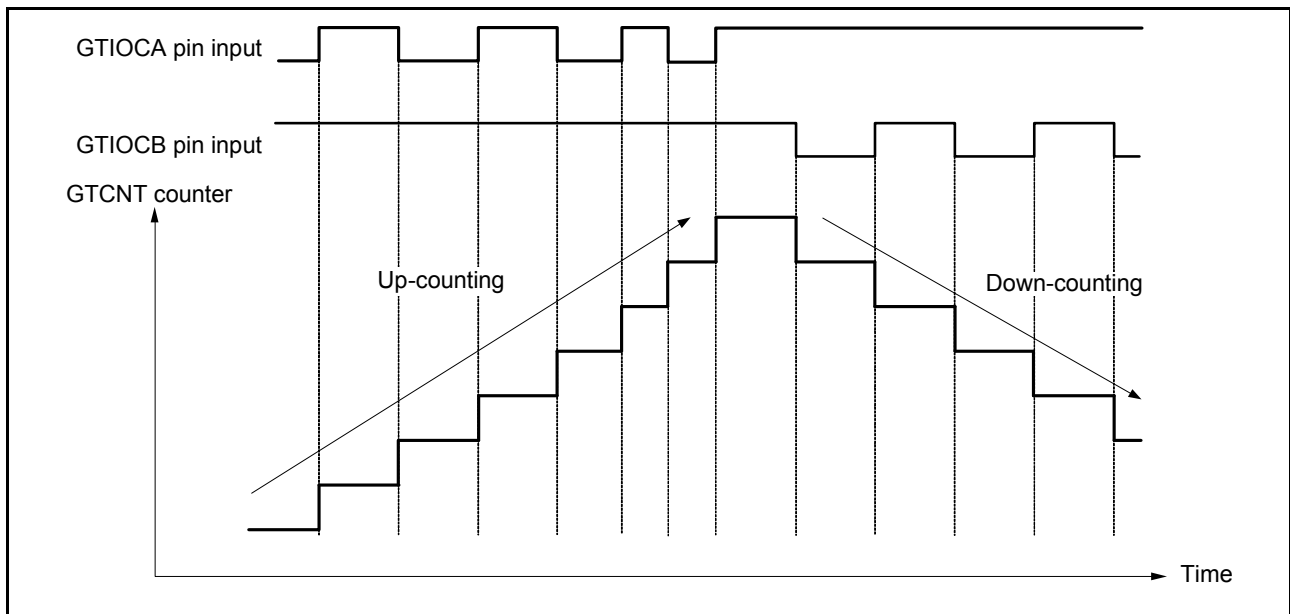 GTIOCA pin input
GTIOCB pin input
GTCNT counter
Up-counting
Down-counting
Time